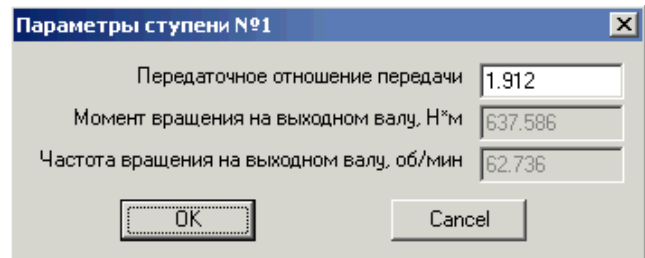 Параметры ступени №1
Передаточное отношение передачи 1.912
Момент вращения на выходном валу, Н*м 637.586
Частота вращения на выходном валу, об/мин 62.736
OK Cancel